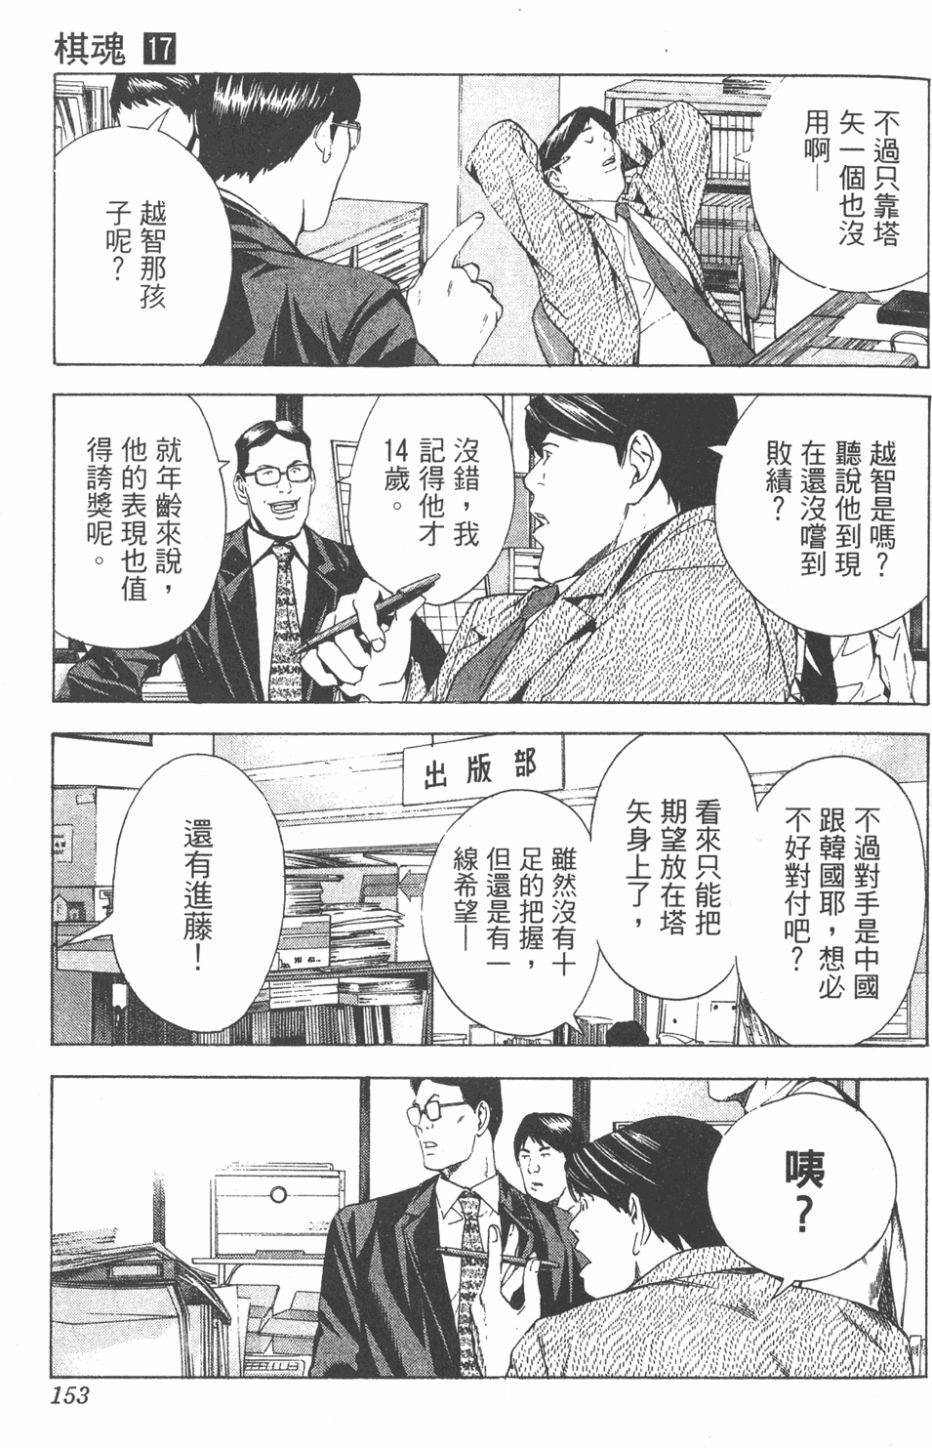 棋魂 17
不過只靠塔
矢一個也沒
用啊—
越智那孩
子呢？
越智是嗎？
聽說他到現
在還沒嚐到
敗績？
沒錯，我
記得他才
14歲。
就年齡來說，
他的表現也值
得誇獎呢。
出版部
不過對手是中國
跟韓國耶，想必
不好對付吧？
看來只能把
期望放在塔
矢身上了，
雖然沒有十
足的把握，
但還是有一
線希望—
還有進藤！
咦？
153